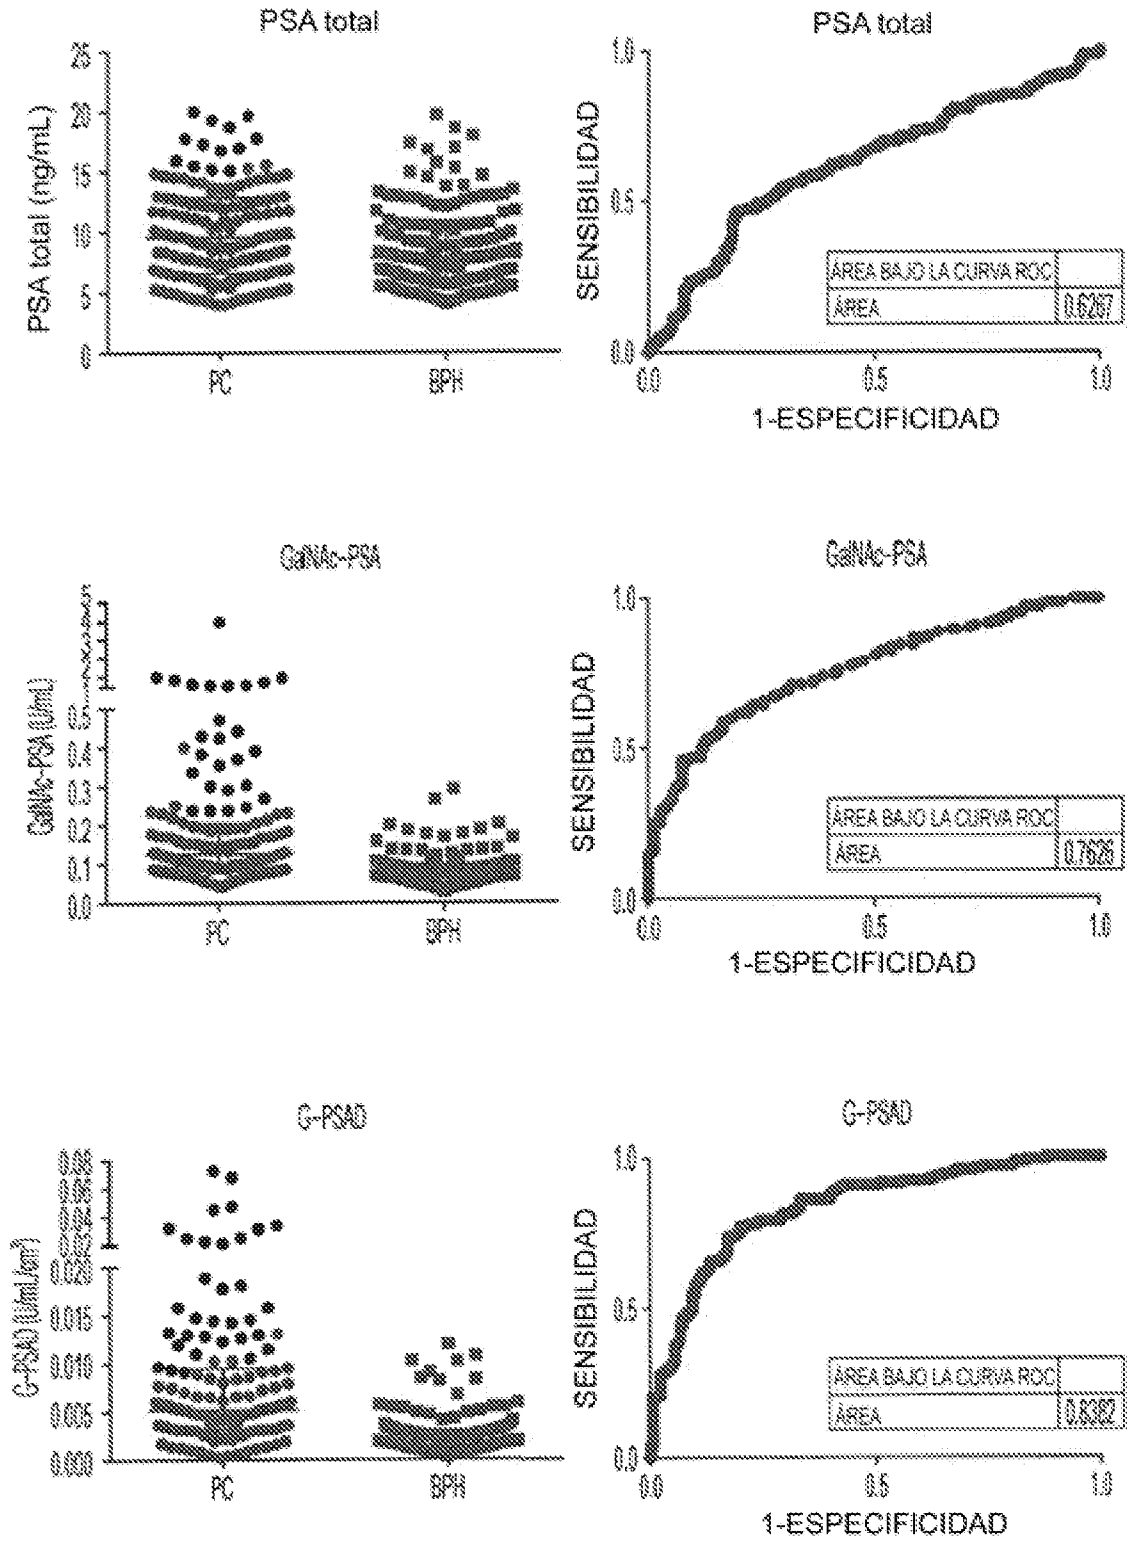 PSA total
PSA total (ng/mL)
25
20
15
10
5
0
PC
BPH
PSA total
SENSIBILIDAD
1.0
0.5
0.0
ÁREA BAJO LA CURVA ROC
ÁREA
0.6267
0.0
0.5
1.0
1-ESPECIFICIDAD
GalNAc-PSA
GalNAc-PSA (U/mL)
5
4
3
2
1
0.5
0.4
0.3
0.2
0.1
0.0
PC
BPH
GalNAc-PSA
SENSIBILIDAD
1.0
0.5
0.0
ÁREA BAJO LA CURVA ROC
ÁREA
0.7626
0.0
0.5
1.0
1-ESPECIFICIDAD
G-PSAD
G-PSAD (U/mL/cm³)
0.08
0.06
0.04
0.02
0.020
0.015
0.010
0.005
0.000
PC
BPH
G-PSAD
SENSIBILIDAD
1.0
0.5
0.0
ÁREA BAJO LA CURVA ROC
ÁREA
0.8382
0.0
0.5
1.0
1-ESPECIFICIDAD